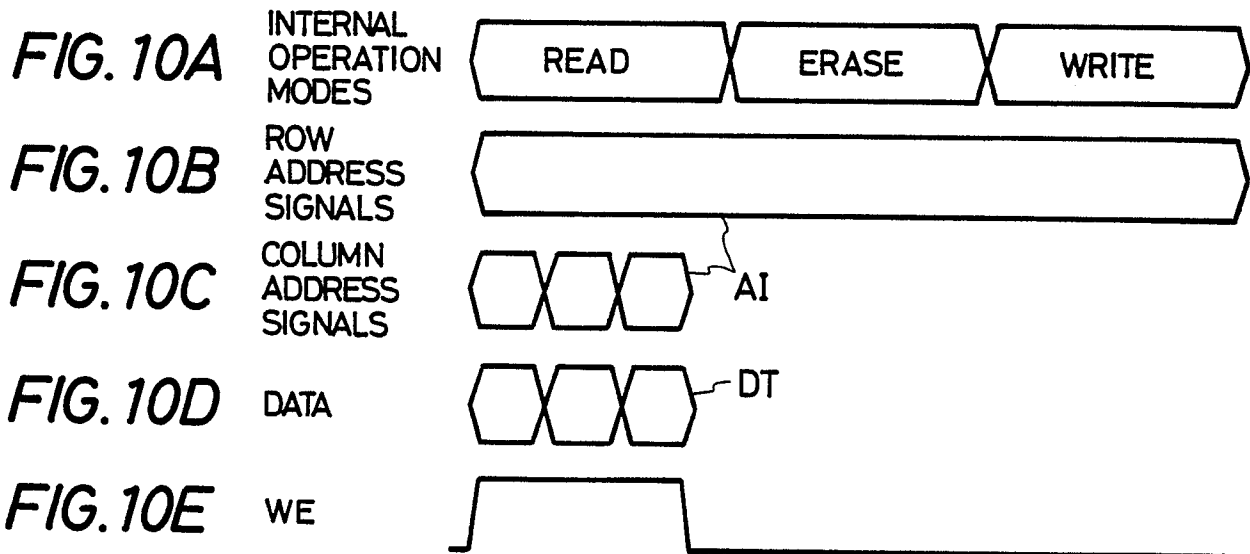 FIG. 10A
INTERNAL
OPERATION
MODES
READ
ERASE
WRITE
FIG. 10B
ROW
ADDRESS
SIGNALS
FIG. 10C
COLUMN
ADDRESS
SIGNALS
AI
FIG. 10D
DATA
DT
FIG. 10E
WE